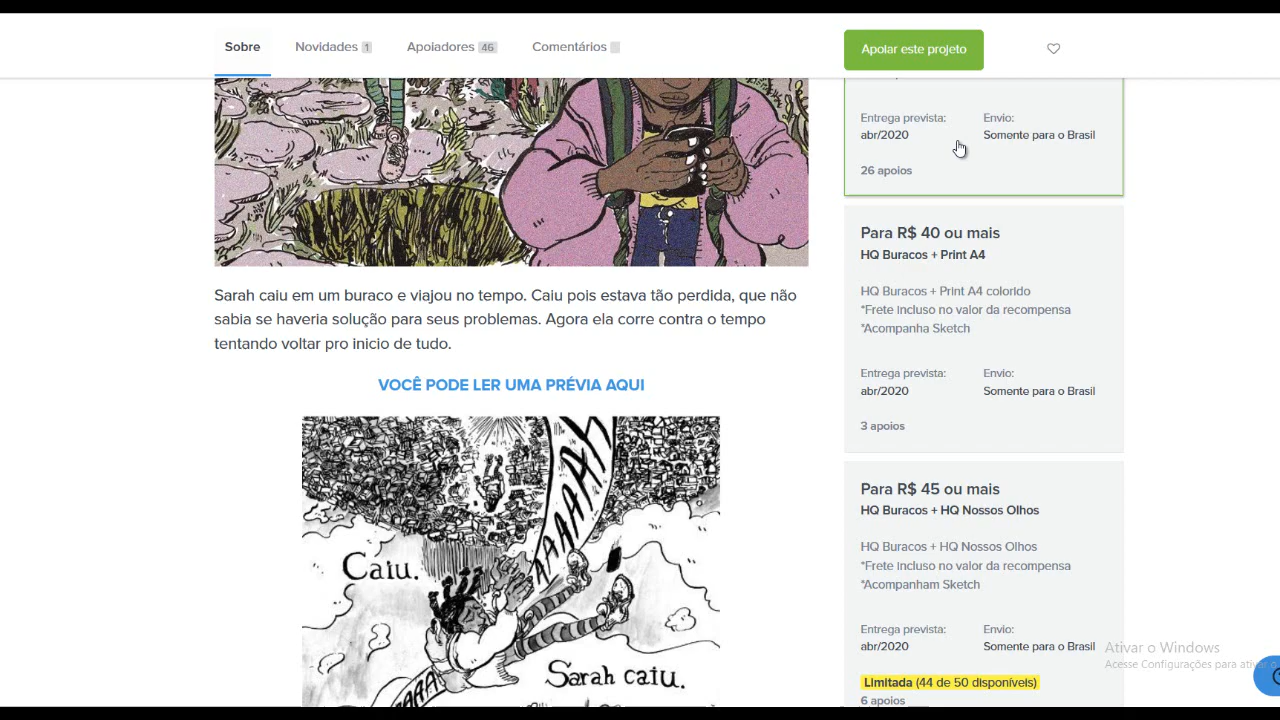 Sobre
Novidades 1
Apoiadores 46
Comentários
Apoiar este projeto
Entrega prevista:
Envio:
abr/2020
Somente para o Brasil
26 apoios
Para R$ 40 ou mais
HQ Buracos + Print A4
HQ Buracos + Print A4 colorido
*Frete incluso no valor da recompensa
*Acompanha Sketch
Entrega prevista:
Envio:
abr/2020
Somente para o Brasil
3 apoios
Para R$ 45 ou mais
HQ Buracos + HQ Nossos Olhos
HQ Buracos + HQ Nossos Olhos
*Frete incluso no valor da recompensa
*Acompanham Sketch
Entrega prevista:
Envio:
abr/2020
Somente para o Brasil
Limitada (44 de 50 disponíveis)
6 apoios
Sarah caiu em um buraco e viajou no tempo. Caiu pois estava tão perdida, que não
sabia se haveria solução para seus problemas. Agora ela corre contra o tempo
tentando voltar pro inicio de tudo.
VOCÊ PODE LER UMA PRÉVIA AQUI
AAAAAAH
Caiu.
Sarah caiu.
Ativar o Windows
Acesse Configurações para ativar o